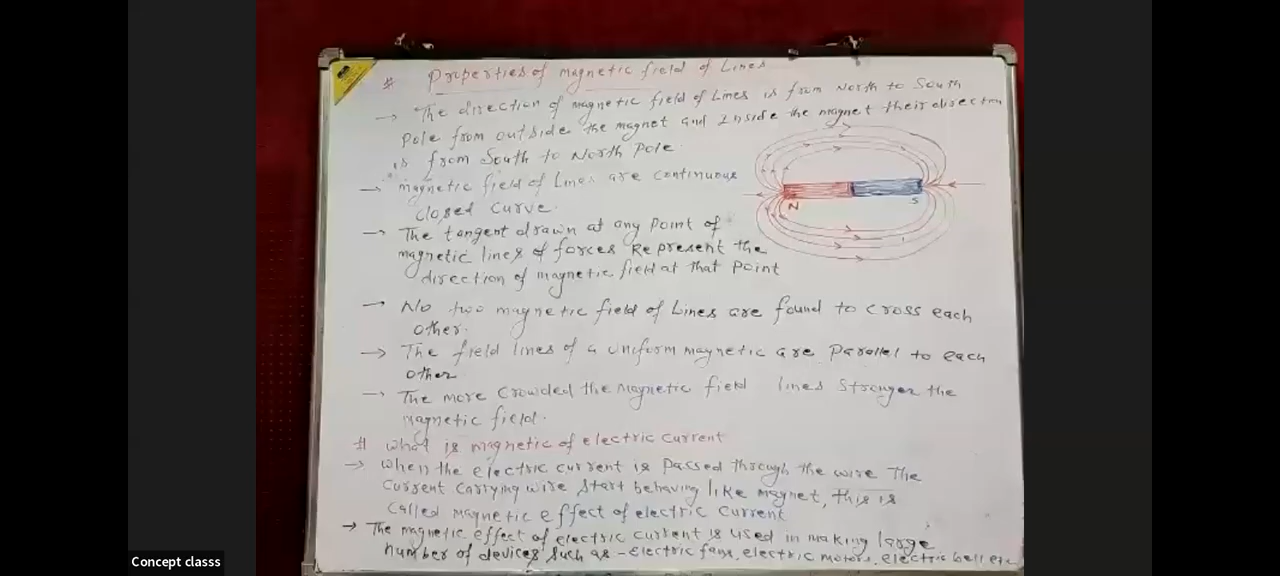 # Properties of magnetic field of Lines
→ The direction of magnetic field of Lines is from North to South
Pole from outside the magnet and Inside the magnet their direction
is from South to North Pole.
→ magnetic field of Lines are continuous
closed curve.
→ The tangent drawn at any point of
magnetic lines of forces Represent the
direction of magnetic field at that point
→ No two magnetic field of Lines are found to cross each
other.
→ The field lines of a uniform magnetic are Parallel to each
other
→ The more crowded the magnetic field lines Stronger the
magnetic field.
N S
# what is magnetic of electric current
→ when the electric current is passed through the wire The
current carrying wire start behaving like magnet, this is
called magnetic effect of electric current
→ The magnetic effect of electric current is used in making large
number of devices such as - electric fans, electric motors, electric bell etc
Concept classs